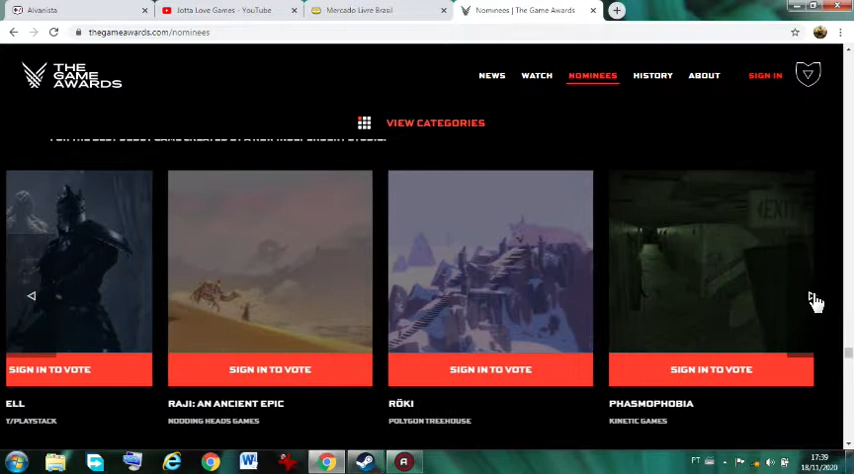 Alvanista
Jotta Love Games - YouTube
Mercado Livre Brasil
Nominees | The Game Awards
thegameawards.com/nominees
THE
GAME
AWARDS
NEWS
WATCH
NOMINEES
HISTORY
ABOUT
SIGN IN
VIEW CATEGORIES
EXIT
SIGN IN TO VOTE
SIGN IN TO VOTE
SIGN IN TO VOTE
SIGN IN TO VOTE
ELL
RAJI: AN ANCIENT EPIC
RÖKI
PHASMOPHOBIA
Y/PLAYSTACK
NODDING HEADS GAMES
POLYGON TREEHOUSE
KINETIC GAMES
PT
17:39
18/11/2020